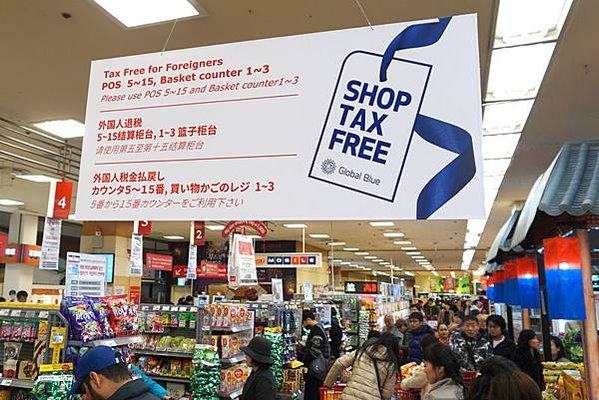 Tax Free for Foreigners
POS 5~15, Basket counter 1~3
Please use POS 5~15 and Basket counter1~3
外国人退税
5~15结算柜台, 1~3 篮子柜台
请使用第五至第十五结算柜台
外国人税金払戻し
カウンタ5～15番, 買い物かごのレジ 1~3
5番から15番カウンターをご利用下さい
SHOP
TAX
FREE
Global Blue
4
3
2
MOBILE